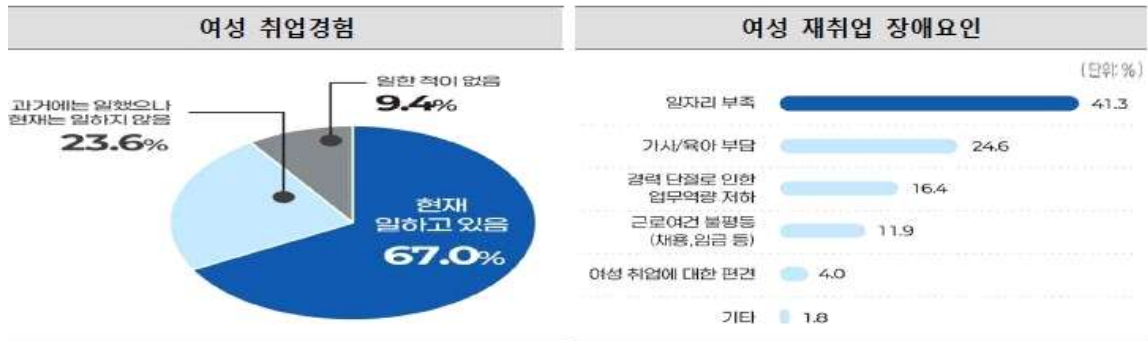 여성 취업경험
일한 적이 없음
9.4%
과거에는 일했으나
현재는 일하지 않음
23.6%
현재
일하고 있음
67.0%
여성 재취업 장애요인
(단위: %)
일자리 부족 41.3
가사/육아 부담 24.6
경력 단절로 인한
업무역량 저하 16.4
근로여건 불평등
(채용,임금 등) 11.9
여성 취업에 대한 편견 4.0
기타 1.8